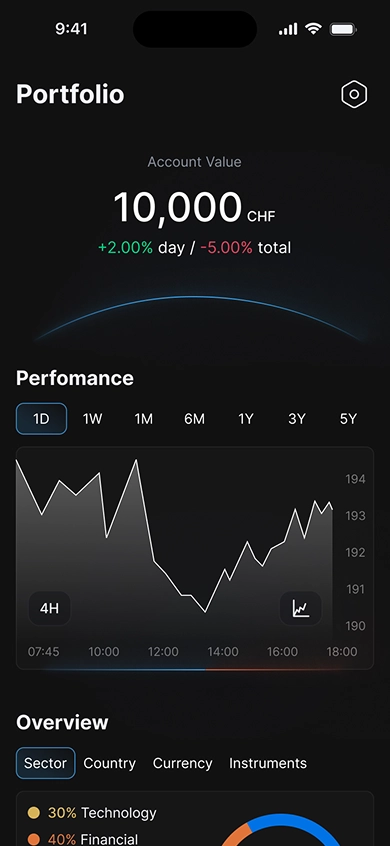 9:41
Portfolio
Account Value
10,000 CHF
+2.00% day / -5.00% total
Perfomance
1D 1W 1M 6M 1Y 3Y 5Y
194
193
192
191
190
4H
07:45 10:00 12:00 14:00 16:00 18:00
Overview
Sector Country Currency Instruments
30% Technology
40% Financial